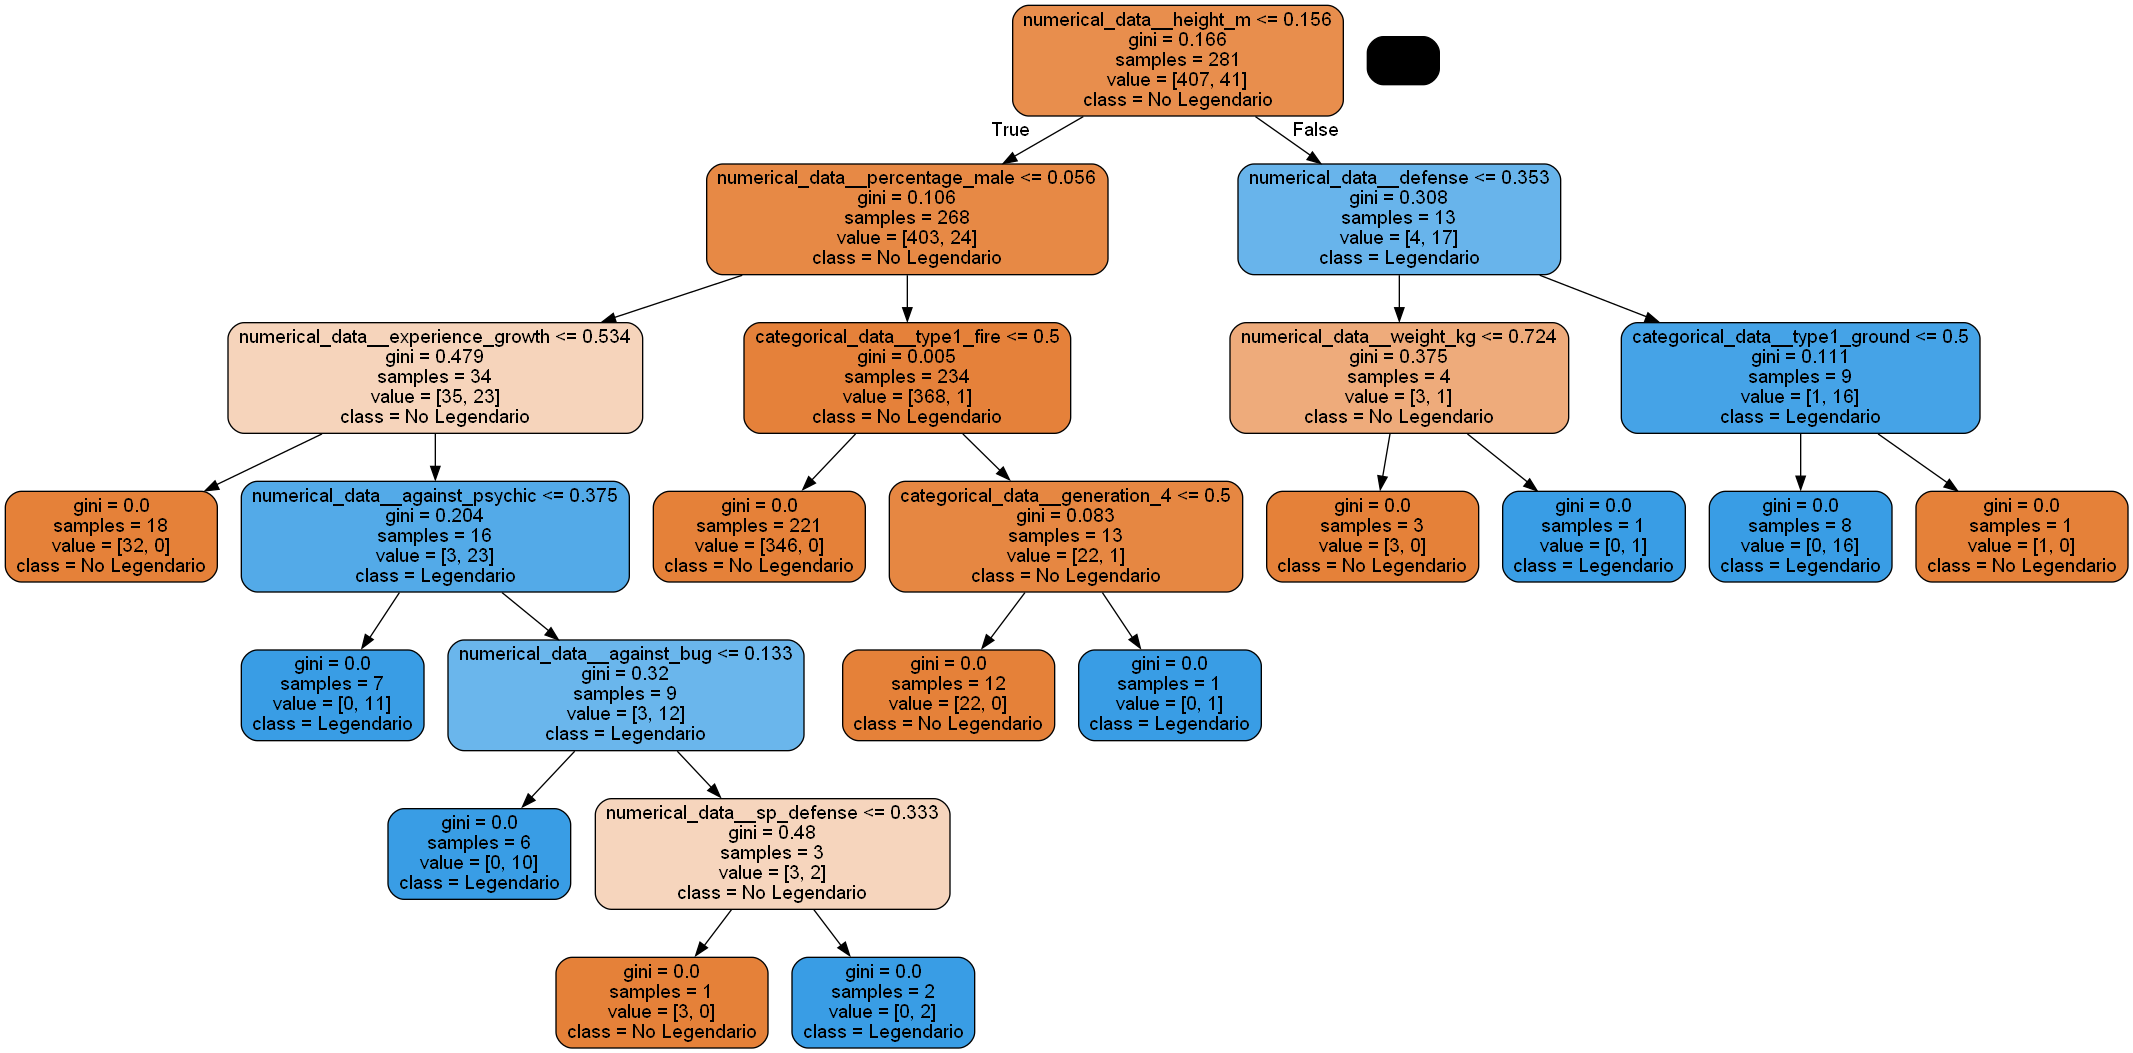 numerical_data__height_m <= 0.156
gini = 0.166
samples = 281
value = [407, 41]
class = No Legendario
True
False
numerical_data__percentage_male <= 0.056
gini = 0.106
samples = 268
value = [403, 24]
class = No Legendario
numerical_data__defense <= 0.353
gini = 0.308
samples = 13
value = [4, 17]
class = Legendario
numerical_data__experience_growth <= 0.534
gini = 0.479
samples = 34
value = [35, 23]
class = No Legendario
categorical_data__type1_fire <= 0.5
gini = 0.005
samples = 234
value = [368, 1]
class = No Legendario
numerical_data__weight_kg <= 0.724
gini = 0.375
samples = 4
value = [3, 1]
class = No Legendario
categorical_data__type1_ground <= 0.5
gini = 0.111
samples = 9
value = [1, 16]
class = Legendario
gini = 0.0
samples = 18
value = [32, 0]
class = No Legendario
numerical_data__against_psychic <= 0.375
gini = 0.204
samples = 16
value = [3, 23]
class = Legendario
gini = 0.0
samples = 221
value = [346, 0]
class = No Legendario
categorical_data__generation_4 <= 0.5
gini = 0.083
samples = 13
value = [22, 1]
class = No Legendario
gini = 0.0
samples = 3
value = [3, 0]
class = No Legendario
gini = 0.0
samples = 1
value = [0, 1]
class = Legendario
gini = 0.0
samples = 8
value = [0, 16]
class = Legendario
gini = 0.0
samples = 1
value = [1, 0]
class = No Legendario
gini = 0.0
samples = 7
value = [0, 11]
class = Legendario
numerical_data__against_bug <= 0.133
gini = 0.32
samples = 9
value = [3, 12]
class = Legendario
gini = 0.0
samples = 12
value = [22, 0]
class = No Legendario
gini = 0.0
samples = 1
value = [0, 1]
class = Legendario
gini = 0.0
samples = 6
value = [0, 10]
class = Legendario
numerical_data__sp_defense <= 0.333
gini = 0.48
samples = 3
value = [3, 2]
class = No Legendario
gini = 0.0
samples = 1
value = [3, 0]
class = No Legendario
gini = 0.0
samples = 2
value = [0, 2]
class = Legendario